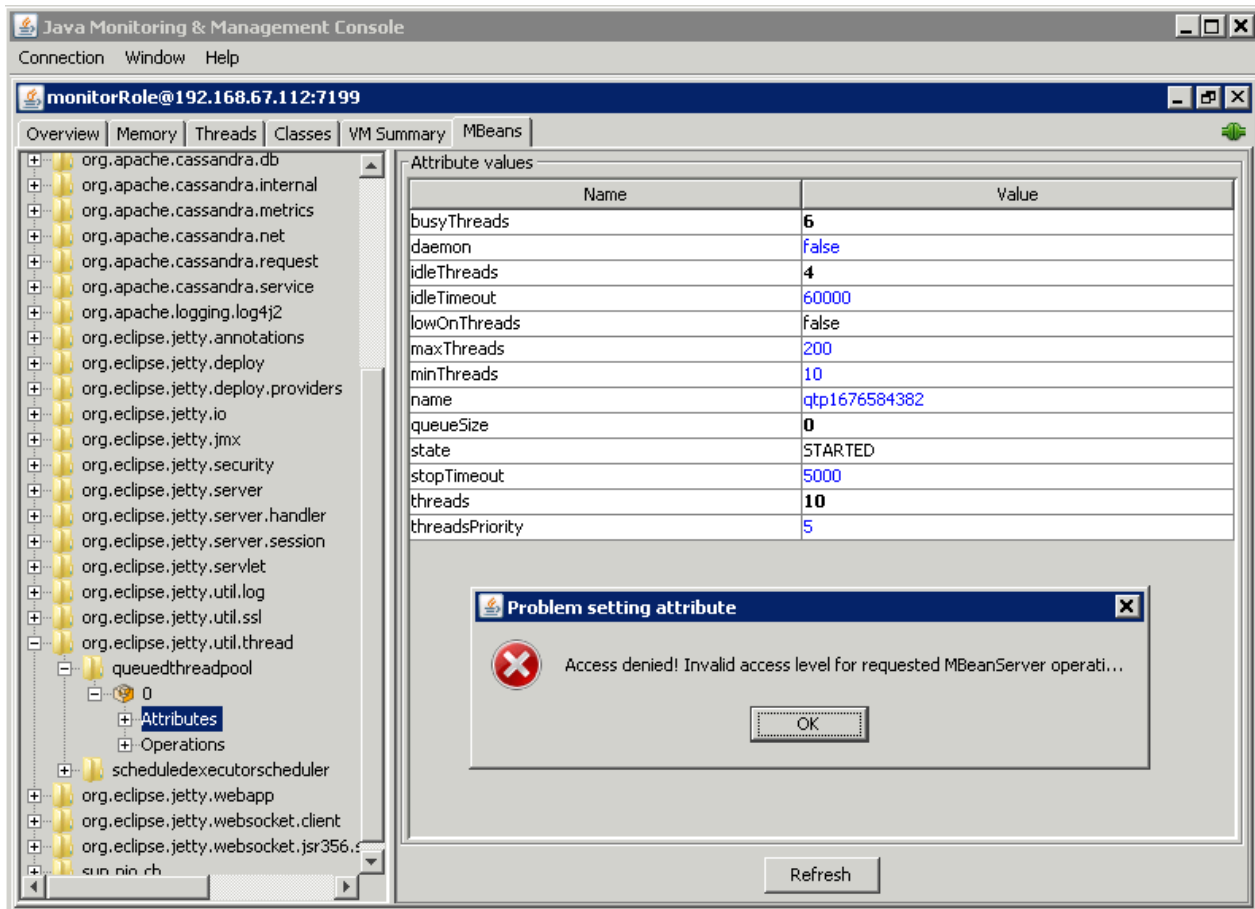 Java Monitoring & Management Console
Connection Window Help
monitorRole@192.168.67.112:7199
Overview Memory Threads Classes VM Summary MBeans
org.apache.cassandra.db
org.apache.cassandra.internal
org.apache.cassandra.metrics
org.apache.cassandra.net
org.apache.cassandra.request
org.apache.cassandra.service
org.apache.logging.log4j2
org.eclipse.jetty.annotations
org.eclipse.jetty.deploy
org.eclipse.jetty.deploy.providers
org.eclipse.jetty.io
org.eclipse.jetty.jmx
org.eclipse.jetty.security
org.eclipse.jetty.server
org.eclipse.jetty.server.handler
org.eclipse.jetty.server.session
org.eclipse.jetty.servlet
org.eclipse.jetty.util.log
org.eclipse.jetty.util.ssl
org.eclipse.jetty.util.thread
queuedthreadpool
0
Attributes
Operations
scheduledexecutorscheduler
org.eclipse.jetty.webapp
org.eclipse.jetty.websocket.client
org.eclipse.jetty.websocket.jsr356.s
Attribute values
Name Value
busyThreads 6
daemon false
idleThreads 4
idleTimeout 60000
lowOnThreads false
maxThreads 200
minThreads 10
name qtp1676584382
queueSize 0
state STARTED
stopTimeout 5000
threads 10
threadsPriority 5
Problem setting attribute
Access denied! Invalid access level for requested MBeanServer operati...
OK
Refresh